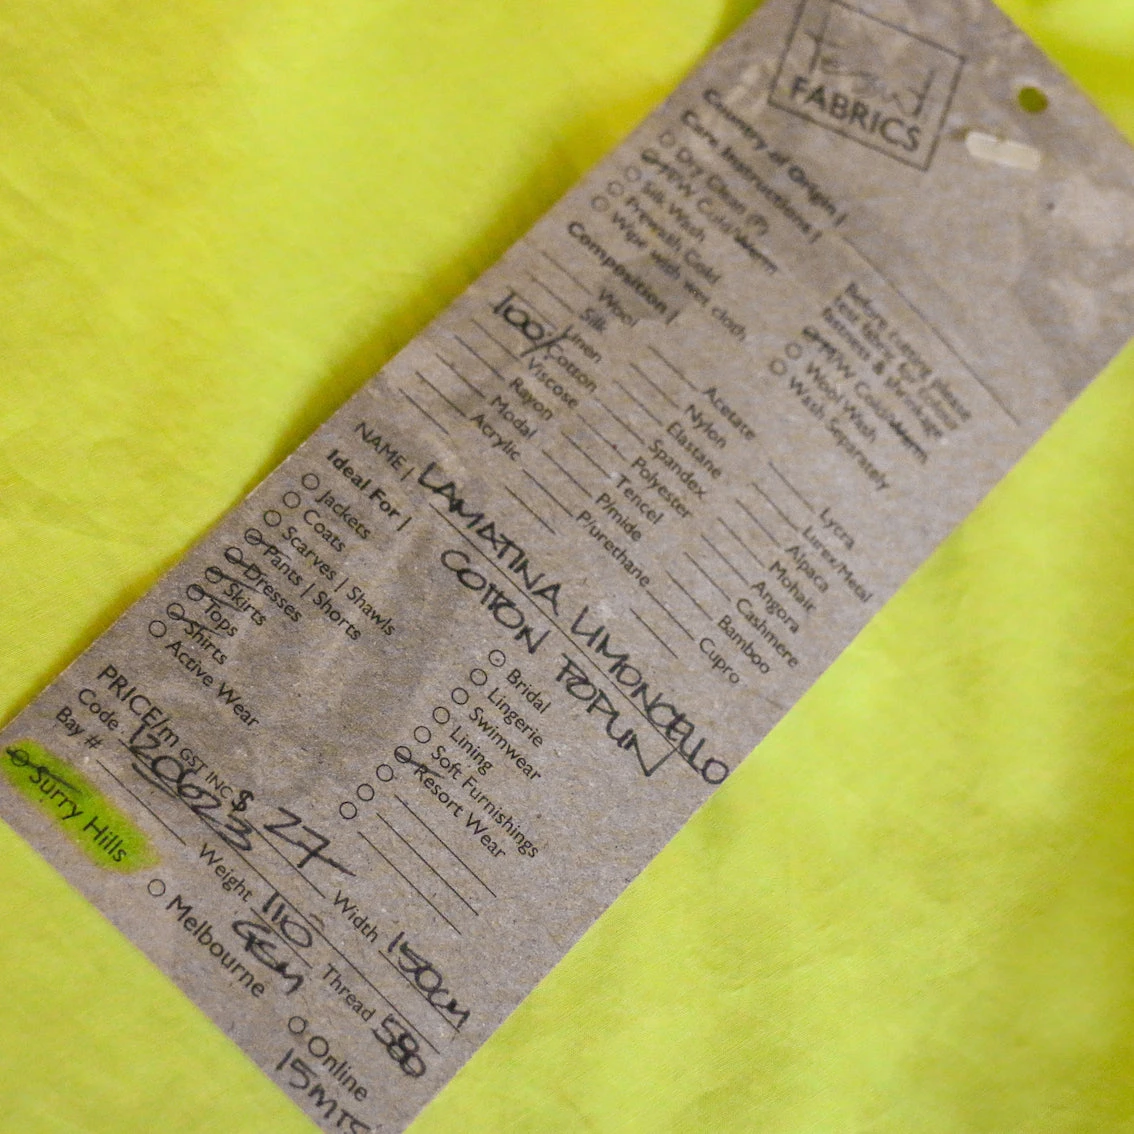 Tessuti
FABRICS
Country of Origin |
Care Instructions |
Dry Clean (P)
M/W Cold/Warm
Silk Wash
Prewash Cold
Wipe with wet cloth
Before cutting please
test fabric for colour
fastness & shrinkage
H/W Cold/Warm
Wool Wash
Wash Separately
Composition |
Wool
Silk
Linen
100% Cotton
Viscose
Rayon
Modal
Acrylic
Acetate
Nylon
Elastane
Spandex
Polyester
Tencel
P/mide
P/urethane
Lycra
Lurex/Metal
Alpaca
Mohair
Angora
Cashmere
Bamboo
Cupro
NAME | LAMATINA LIMONCELLO
COTTON POPLIN
Ideal For |
Jackets
Coats
Scarves | Shawls
Pants | Shorts
Dresses
Skirts
Tops
Shirts
Active Wear
Bridal
Lingerie
Swimwear
Lining
Soft Furnishings
Resort Wear
PRICE/m GST INC $ 27 Width 150CM
Code 120623 Weight 110 GSM Thread 580
Bay #
Surry Hills
Melbourne
Online
15MTS